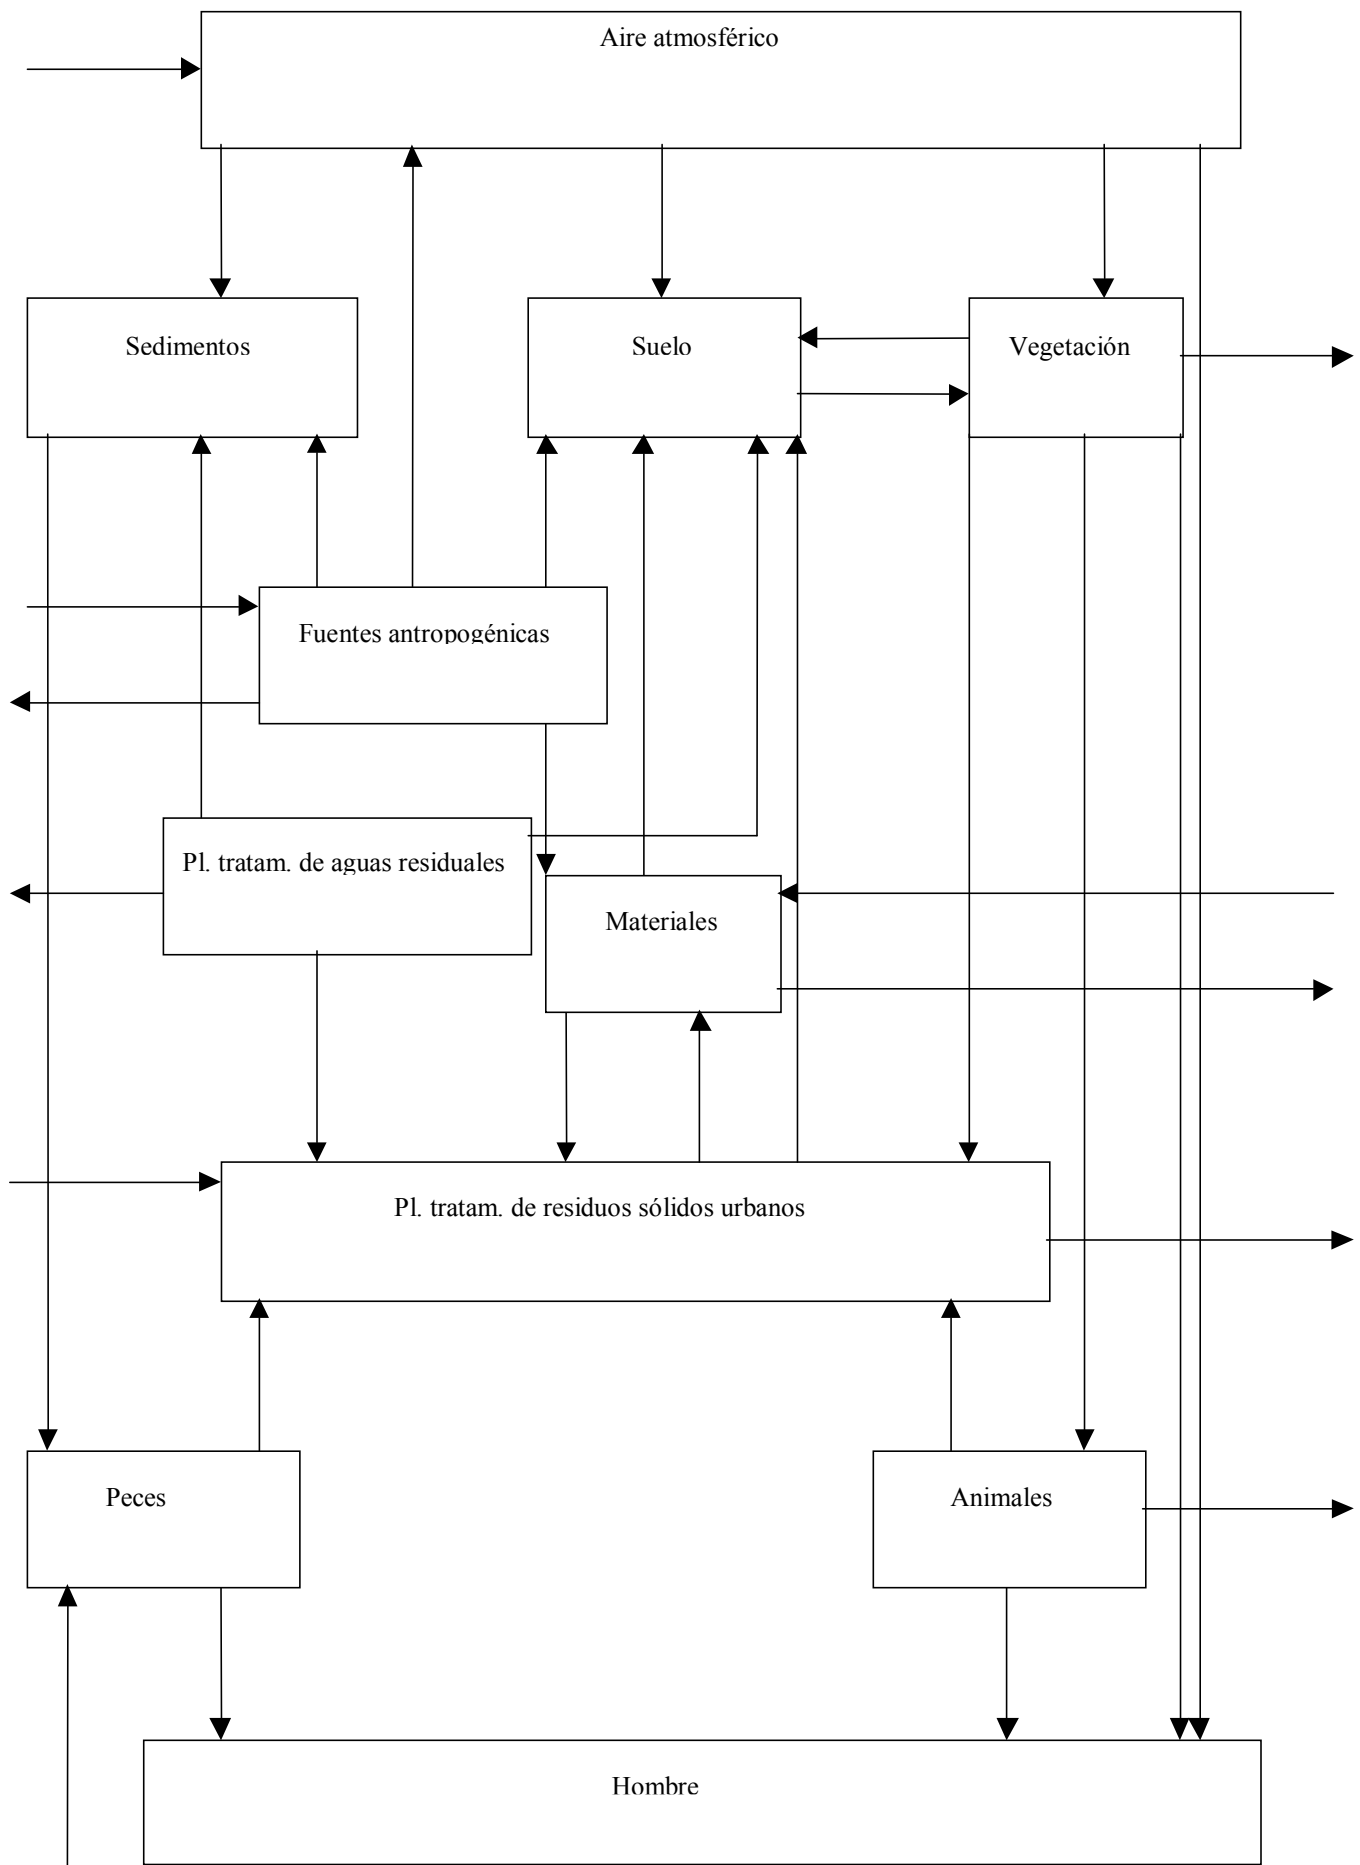 Aire atmosférico
Sedimentos
Suelo
Vegetación
Fuentes antropogénicas
Pl. tratam. de aguas residuales
Materiales
Pl. tratam. de residuos sólidos urbanos
Peces
Animales
Hombre